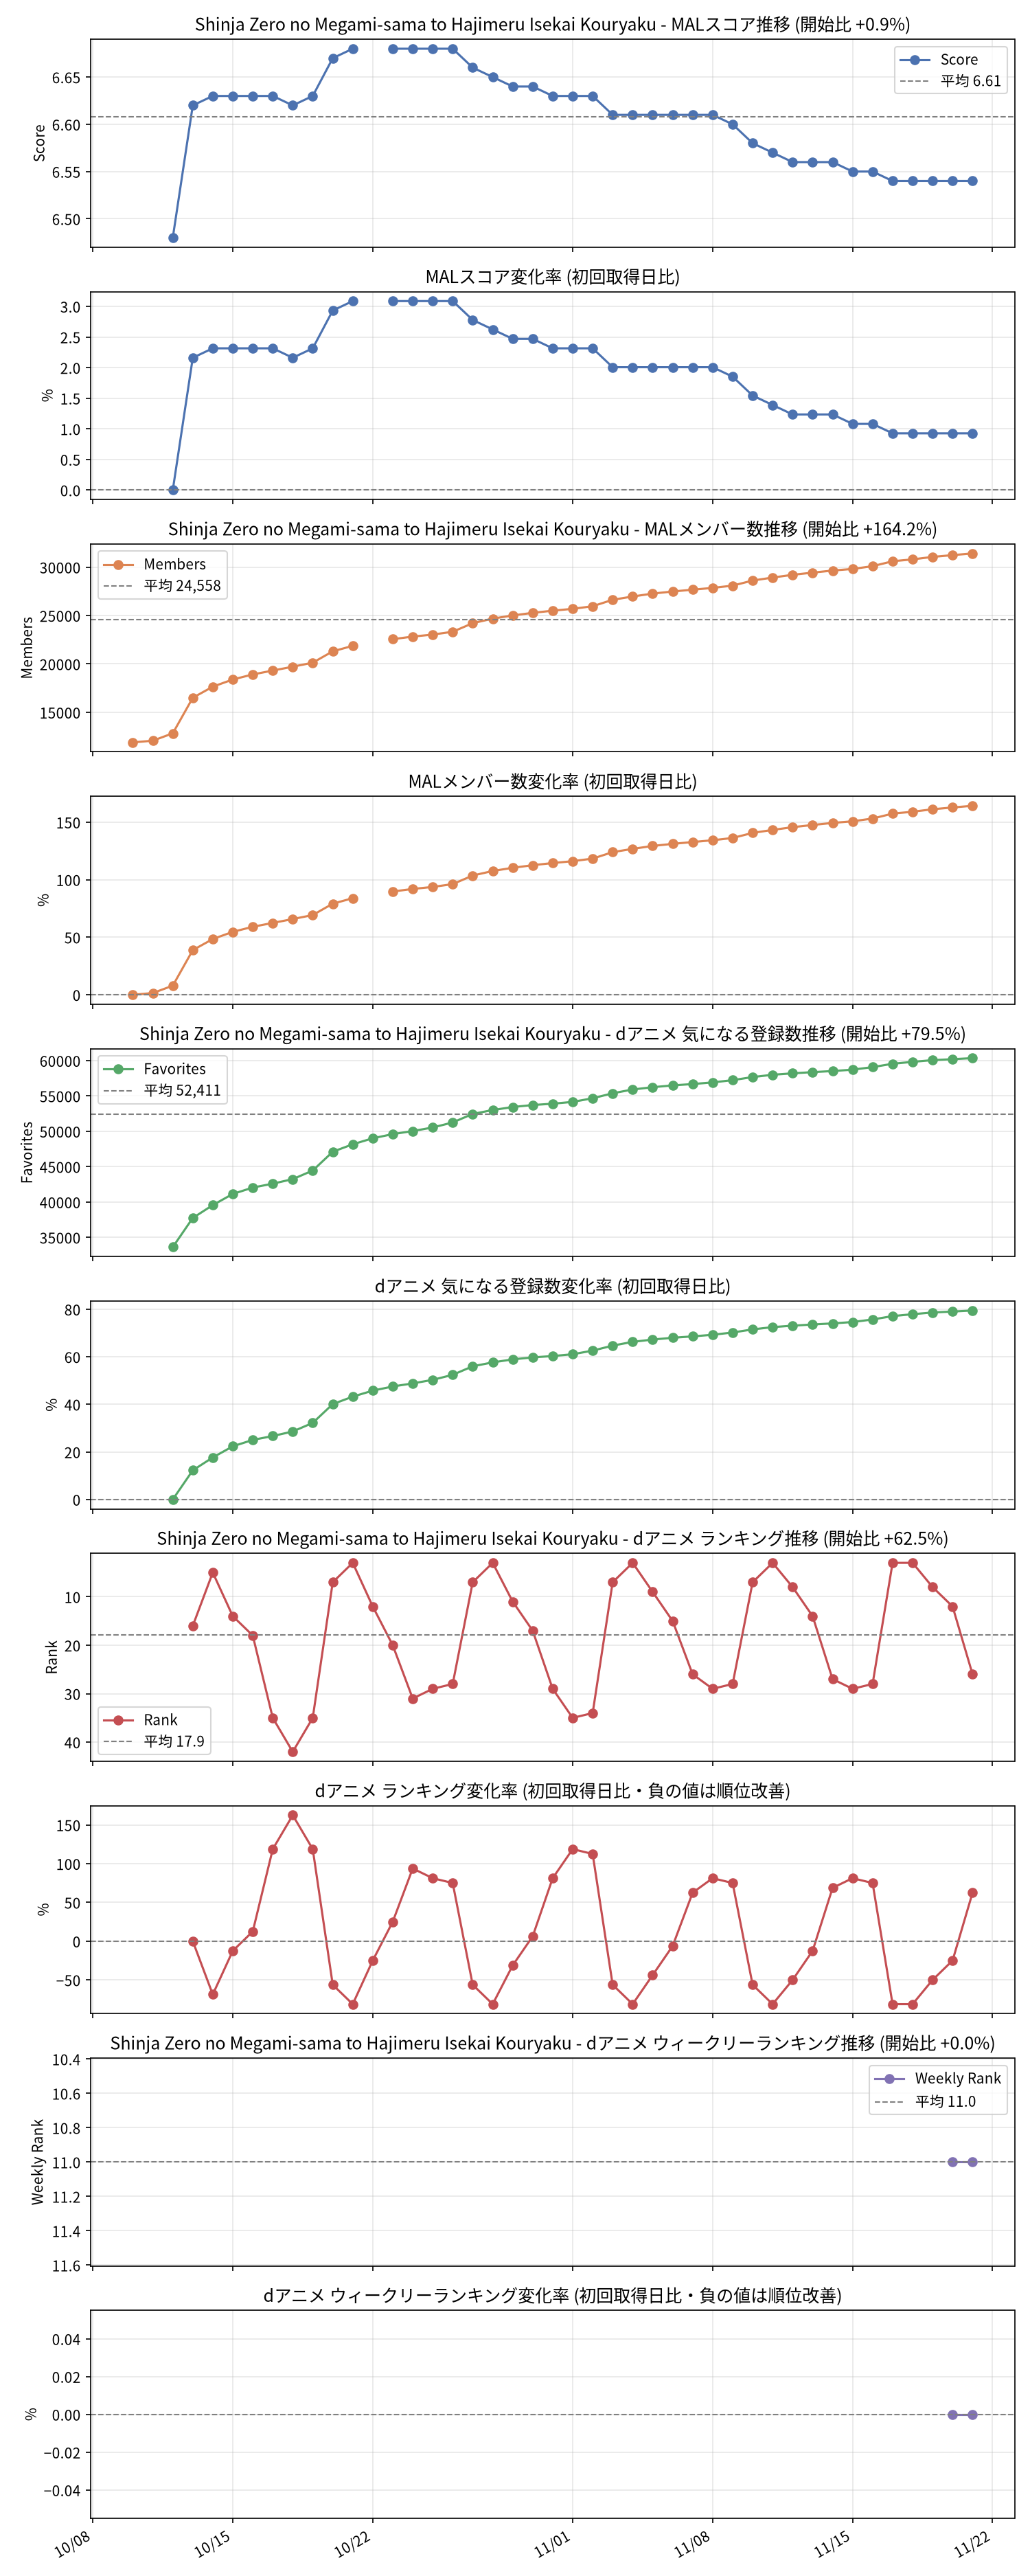 Shinja Zero no Megami-sama to Hajimeru Isekai Kouryaku - MALスコア推移 (開始比 +0.9%)
Score
6.65
6.60
6.55
6.50
Score
平均 6.61
MALスコア変化率 (初回取得日比)
%
3.0
2.5
2.0
1.5
1.0
0.5
0.0
Shinja Zero no Megami-sama to Hajimeru Isekai Kouryaku - MALメンバー数推移 (開始比 +164.2%)
Members
30000
25000
20000
15000
Members
平均 24,558
MALメンバー数変化率 (初回取得日比)
%
150
100
50
0
Shinja Zero no Megami-sama to Hajimeru Isekai Kouryaku - dアニメ 気になる登録数推移 (開始比 +79.5%)
Favorites
60000
55000
50000
45000
40000
35000
Favorites
平均 52,411
dアニメ 気になる登録数変化率 (初回取得日比)
%
80
60
40
20
0
Shinja Zero no Megami-sama to Hajimeru Isekai Kouryaku - dアニメ ランキング推移 (開始比 +62.5%)
Rank
10
20
30
40
Rank
平均 17.9
dアニメ ランキング変化率 (初回取得日比・負の値は順位改善)
%
150
100
50
0
−50
Shinja Zero no Megami-sama to Hajimeru Isekai Kouryaku - dアニメ ウィークリーランキング推移 (開始比 +0.0%)
Weekly Rank
10.4
10.6
10.8
11.0
11.2
11.4
11.6
Weekly Rank
平均 11.0
dアニメ ウィークリーランキング変化率 (初回取得日比・負の値は順位改善)
%
0.04
0.02
0.00
−0.02
−0.04
10/08
10/15
10/22
11/01
11/08
11/15
11/22